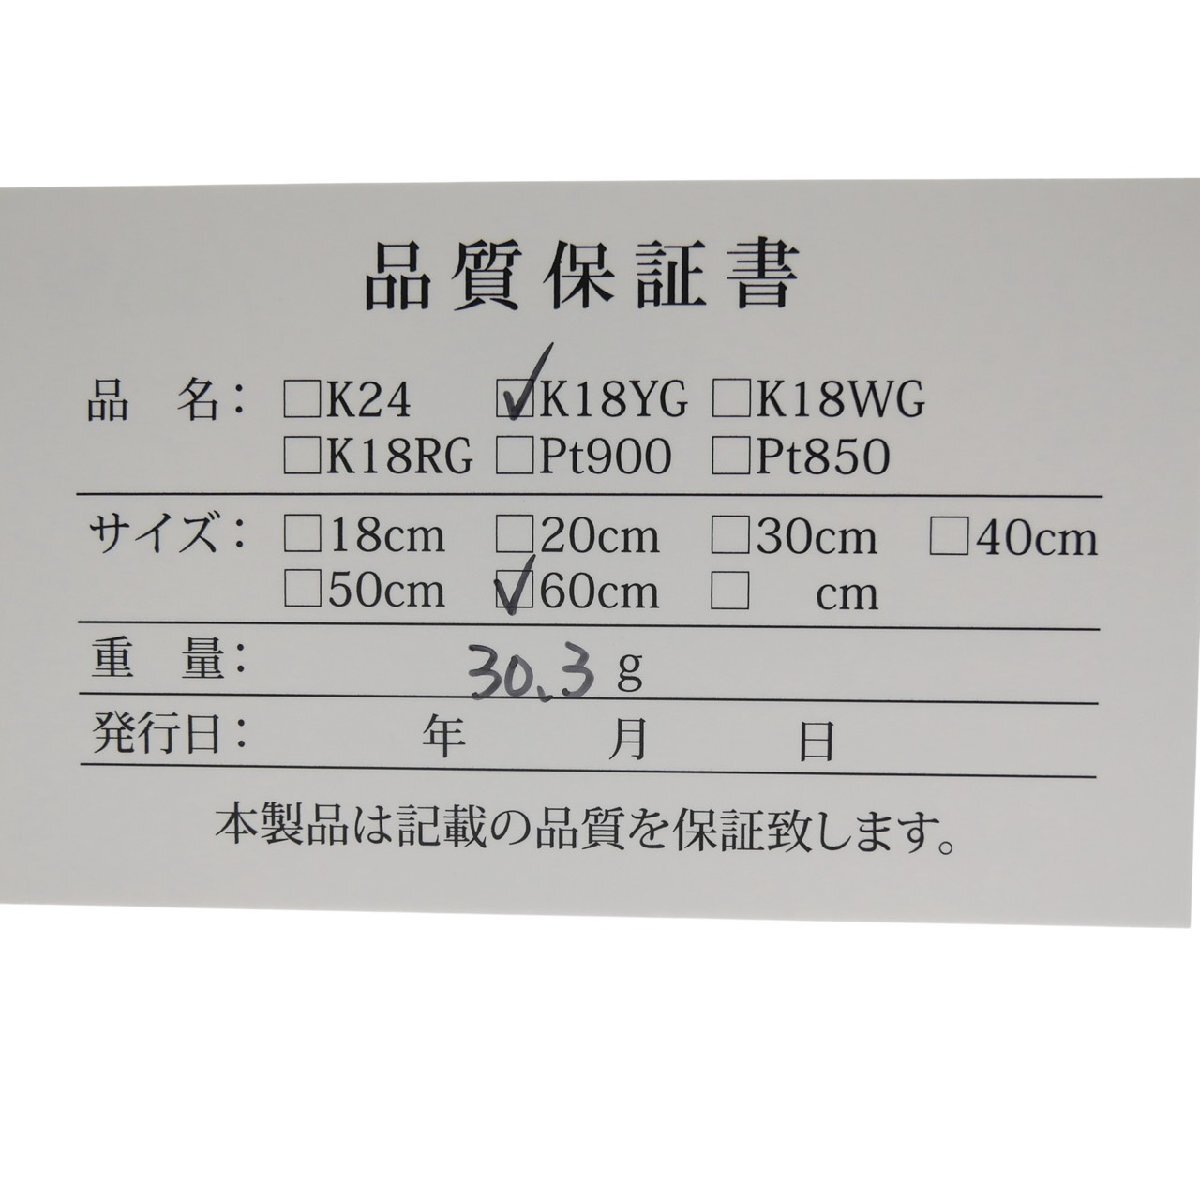 品質保証書
品 名： □K24 ☑K18YG □K18WG
□K18RG □Pt900 □Pt850
サイズ： □18cm □20cm □30cm □40cm
□50cm ☑60cm □ cm
重 量： 30.3 g
発行日： 年 月 日
本製品は記載の品質を保証致します。